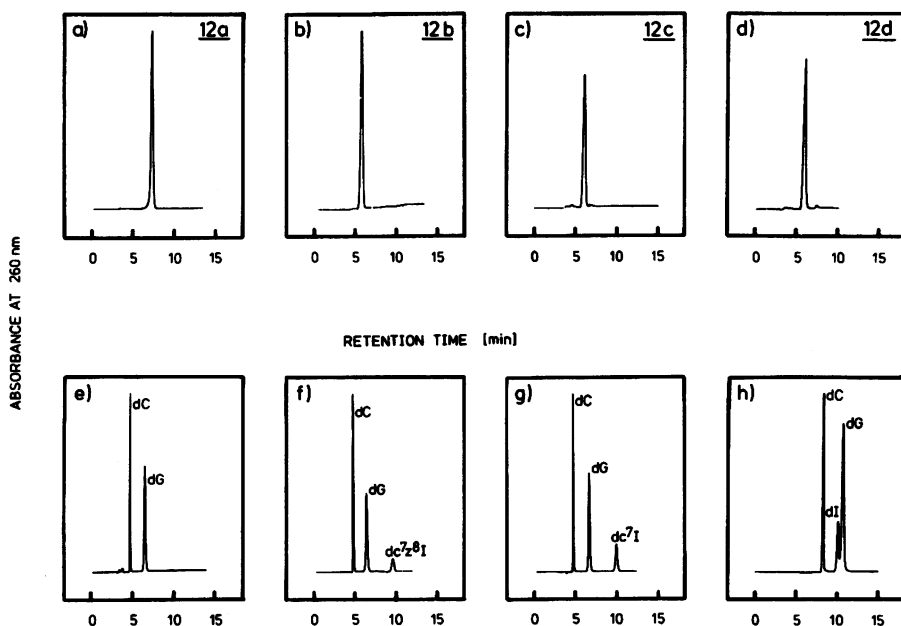 a) 12a
b) 12b
c) 12c
d) 12d
0 5 10 15
0 5 10 15
0 5 10 15
0 5 10 15
ABSORBANCE AT 260 nm
RETENTION TIME [min]
e) dC dG
f) dC dG dc⁷z⁸I
g) dC dG dc⁷I
h) dC dI dG
0 5 10 15
0 5 10 15
0 5 10 15
0 5 10 15